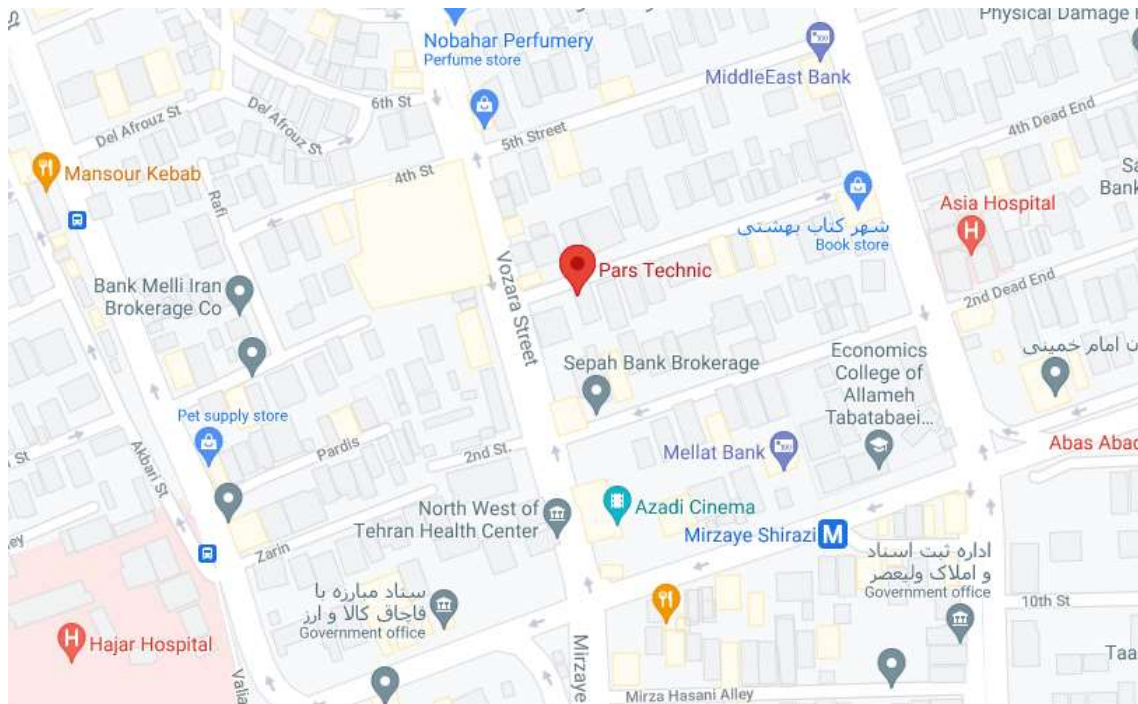 Physical Damage
Nobahar Perfumery
Perfume store
MiddleEast Bank
6th St
Del Afrouz St
Del Afrouz St
5th Street
4th Dead End
Mansour Kebab
4th St
Rafi
Asia Hospital
شهر کتاب بهشتی
Book store
Vozara Street
Pars Technic
Bank Melli Iran
Brokerage Co
2nd Dead End
Sepah Bank Brokerage
Economics
College of
Allameh
Tabatabaei...
امام خمینی
Pet supply store
Pardis
2nd St.
Mellat Bank
Abas Abad
Akbari St
St
North West of
Tehran Health Center
Azadi Cinema
Mirzaye Shirazi
M
Zarin
اداره ثبت اسناد
و املاک ولیعصر
Government office
ستاد مبارزه با
قاچاق کالا و ارز
Government office
10th St
H
Hajar Hospital
Mirzaye
Mirza Hasani Alley